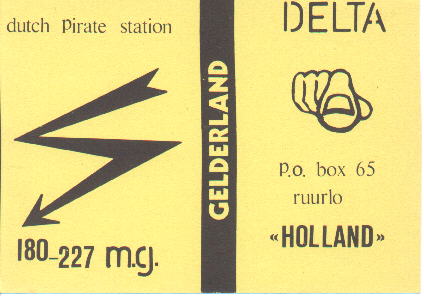 dutch pirate station
180-227 m.g.
GELDERLAND
DELTA
p.o. box 65
ruurlo
«HOLLAND»